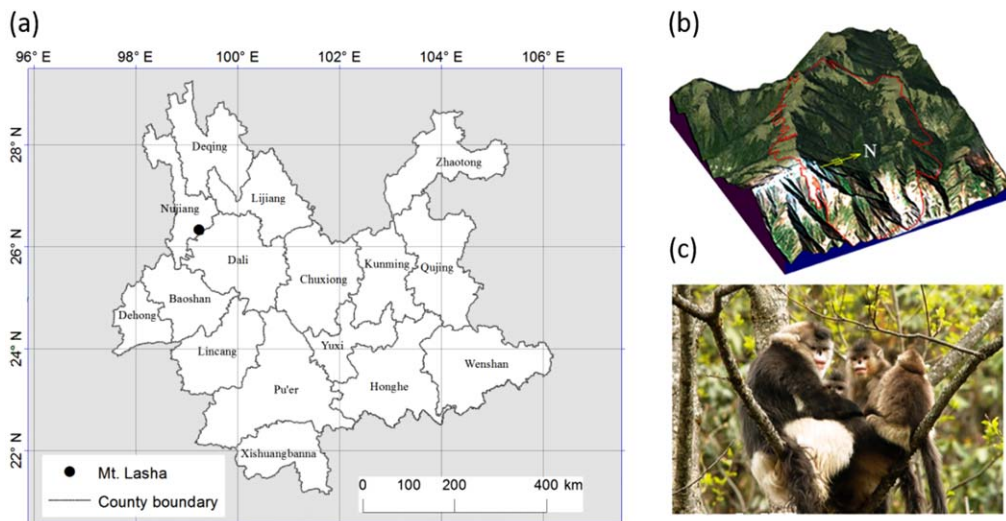 (a)
96° E 98° E 100° E 102° E 104° E 106° E
28° N
26° N
24° N
22° N
Deqing
Zhaotong
Nujiang
Lijiang
Dali
Chuxiong
Kunming
Qujing
Baoshan
Dehong
Lincang
Yuxi
Wenshan
Pu'er
Honghe
Xishuangbanna
Mt. Lasha
County boundary
0 100 200 400 km
(b)
N
(c)